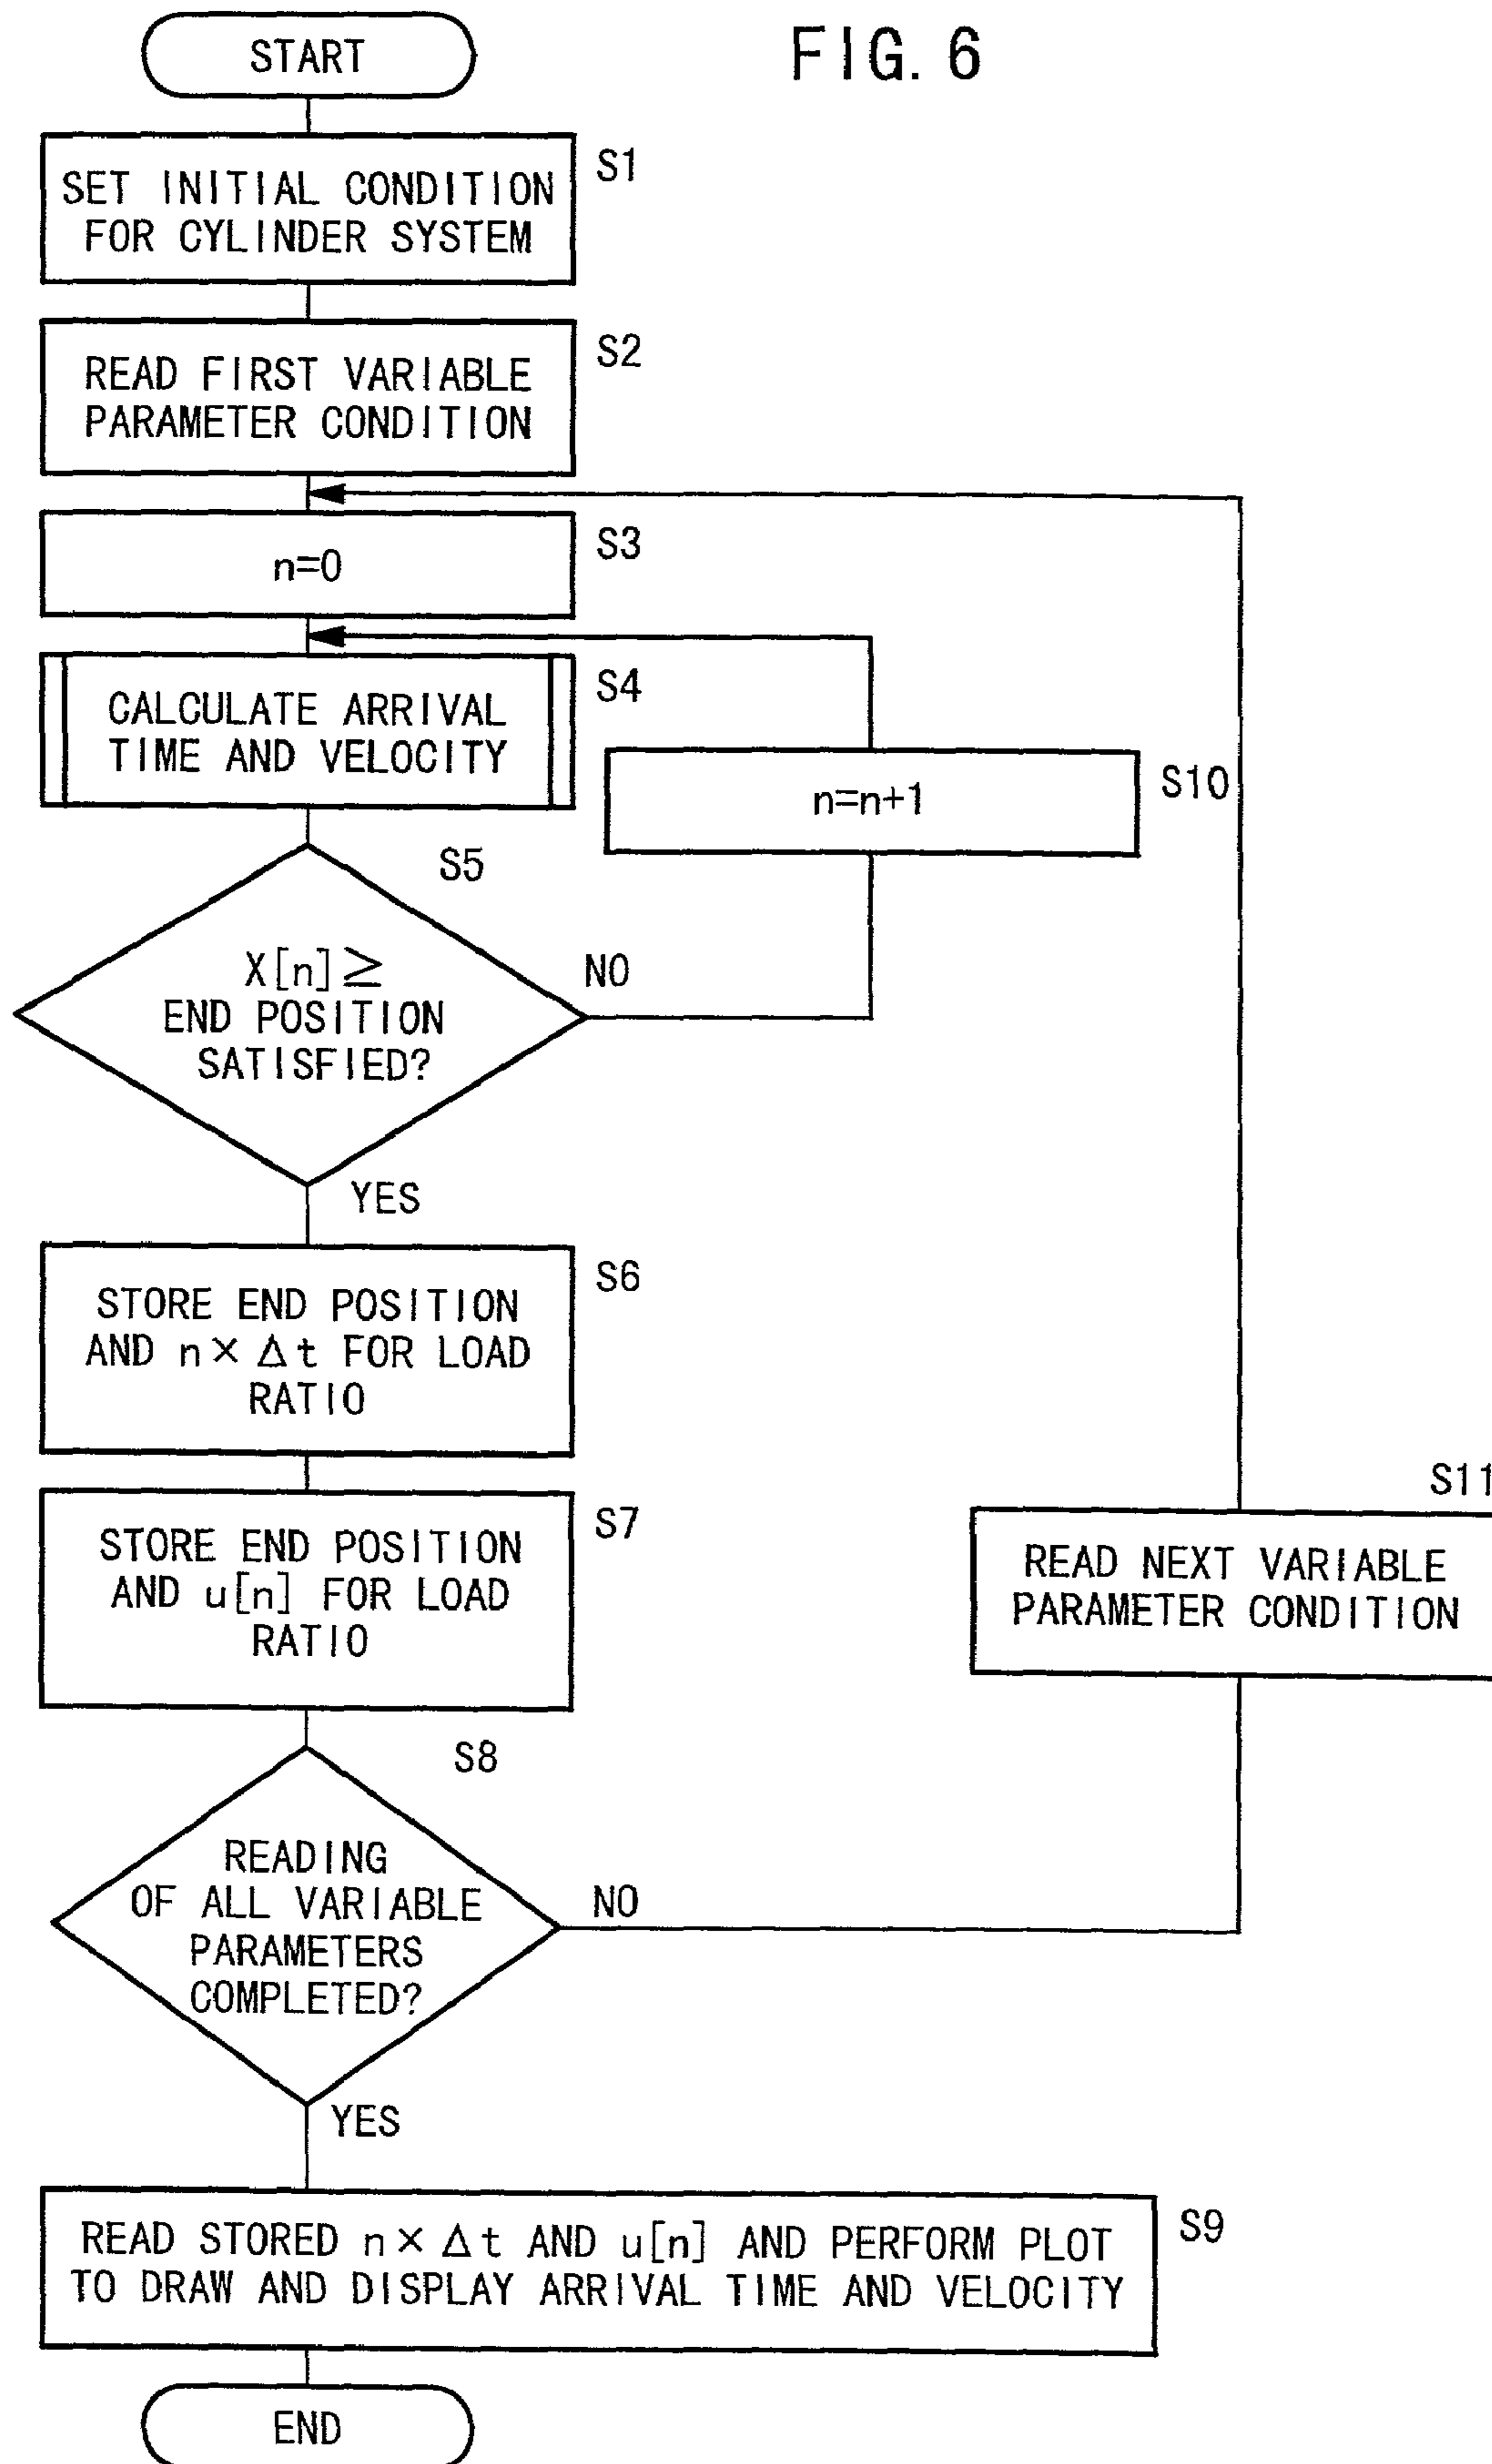 FIG. 6
START
S1
SET INITIAL CONDITION
FOR CYLINDER SYSTEM
S2
READ FIRST VARIABLE
PARAMETER CONDITION
S3
n=0
S4
CALCULATE ARRIVAL
TIME AND VELOCITY
S10
n=n+1
S5
X[n]≧
END POSITION
SATISFIED?
NO
YES
S6
STORE END POSITION
AND n×Δt FOR LOAD
RATIO
S7
STORE END POSITION
AND u[n] FOR LOAD
RATIO
S11
READ NEXT VARIABLE
PARAMETER CONDITION
S8
READING
OF ALL VARIABLE
PARAMETERS
COMPLETED?
NO
YES
S9
READ STORED n×Δt AND u[n] AND PERFORM PLOT
TO DRAW AND DISPLAY ARRIVAL TIME AND VELOCITY
END